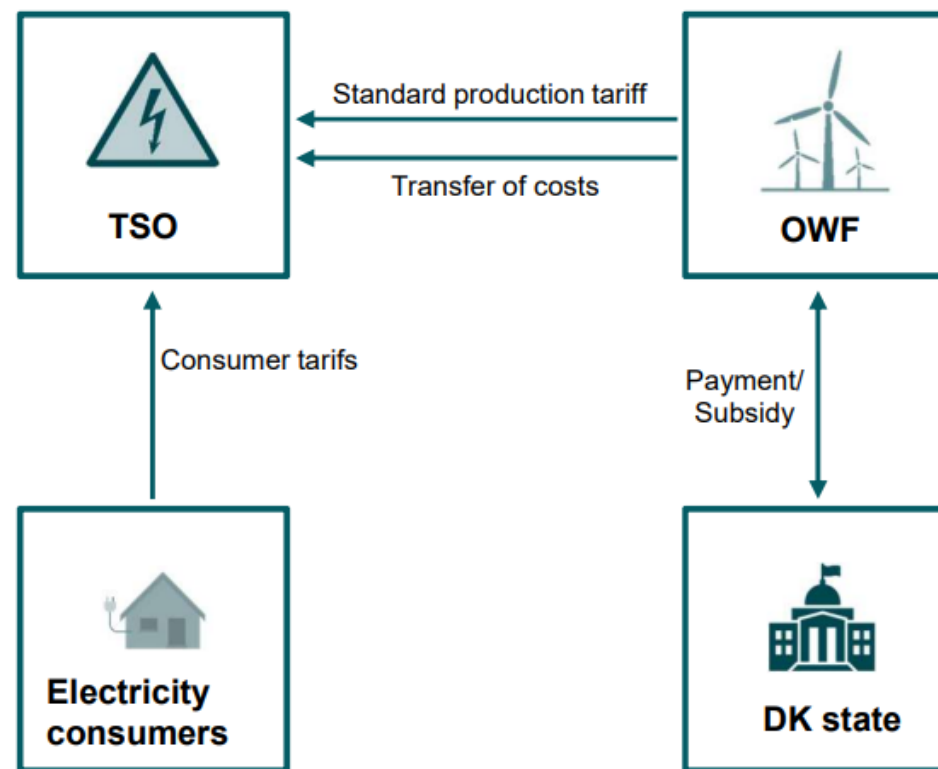 Standard production tariff
Transfer of costs
TSO
OWF
Consumer tarifs
Payment/
Subsidy
Electricity
consumers
DK state